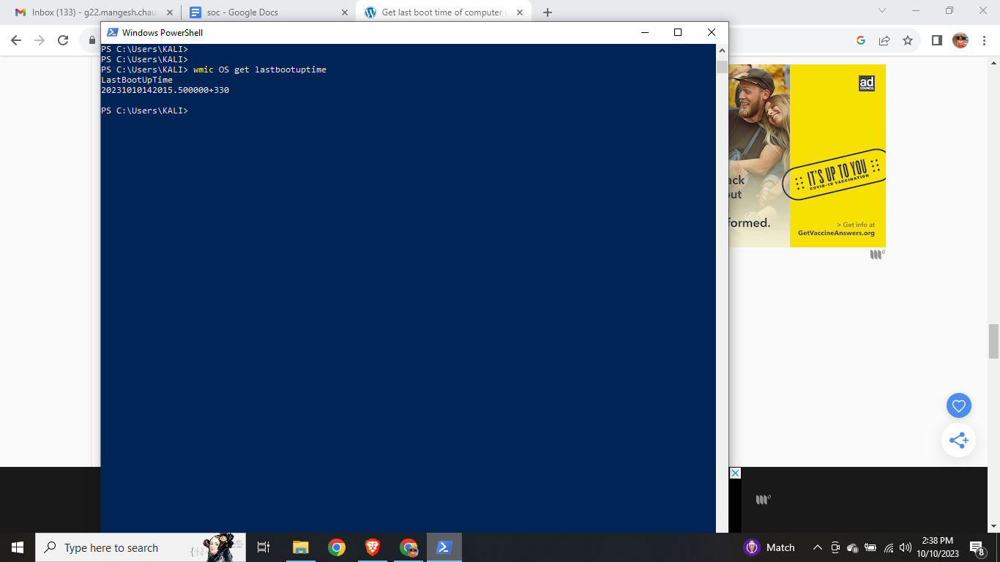 Inbox (133) - g22.mangesh.chau
soc - Google Docs
Get last boot time of computer u
Windows PowerShell
PS C:\Users\KALI>
PS C:\Users\KALI>
PS C:\Users\KALI> wmic OS get lastbootuptime
LastBootUpTime
20231010142015.500000+330
PS C:\Users\KALI>
ad
COUNCIL
IT'S UP TO YOU
COVID-19 VACCINATION
ack
out
formed.
> Get info at
GetVaccineAnswers.org
Type here to search
Match
2:38 PM
10/10/2023
8